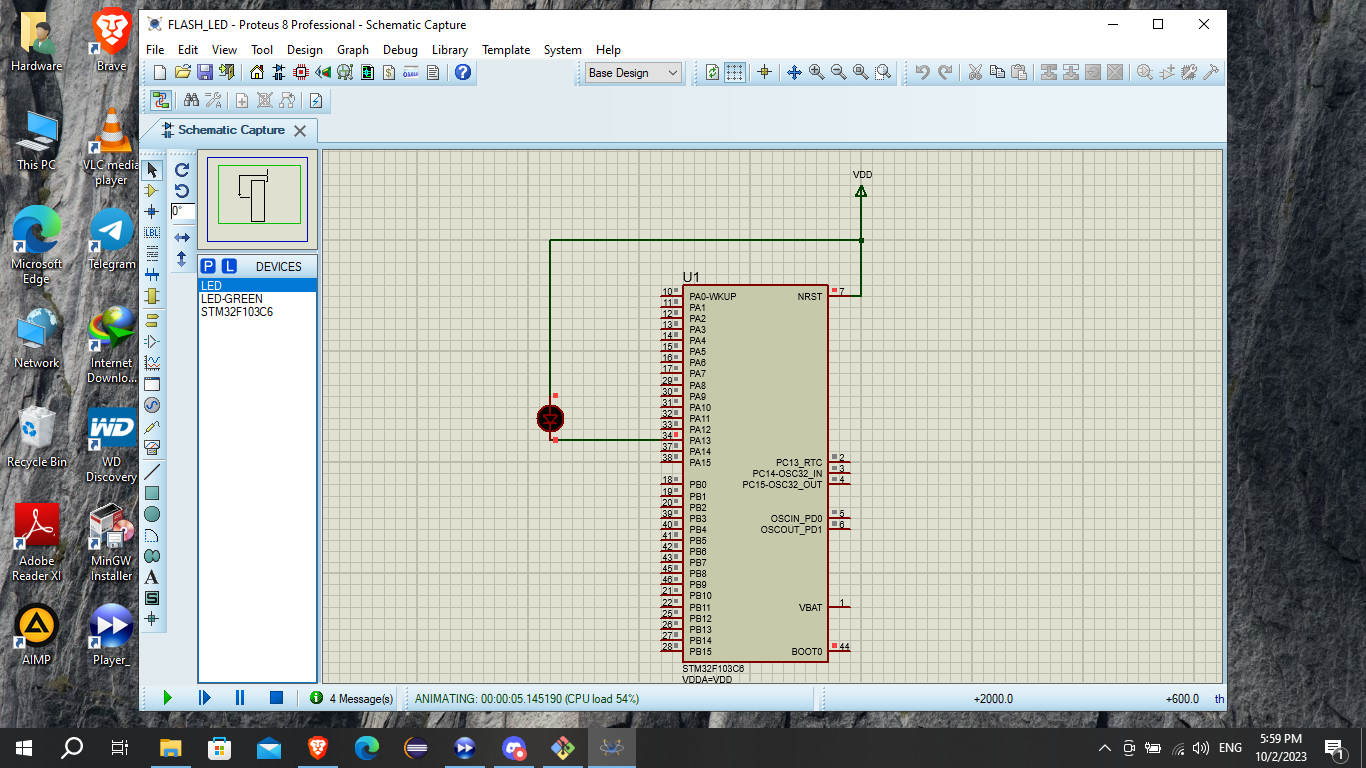 FLASH_LED - Proteus 8 Professional - Schematic Capture
File Edit View Tool Design Graph Debug Library Template System Help
Base Design
Schematic Capture
LBL
0°
P L DEVICES
LED
LED-GREEN
STM32F103C6
A
S
VDD
U1
10 PA0-WKUP
11 PA1
12 PA2
13 PA3
14 PA4
15 PA5
16 PA6
17 PA7
29 PA8
30 PA9
31 PA10
32 PA11
33 PA12
34 PA13
37 PA14
38 PA15
18 PB0
19 PB1
20 PB2
39 PB3
40 PB4
41 PB5
42 PB6
43 PB7
45 PB8
46 PB9
21 PB10
22 PB11
25 PB12
26 PB13
27 PB14
28 PB15
NRST 7
PC13_RTC 2
PC14-OSC32_IN 3
PC15-OSC32_OUT 4
OSCIN_PD0 5
OSCOUT_PD1 6
VBAT 1
BOOT0 44
STM32F103C6
VDDA=VDD
4 Message(s)
ANIMATING: 00:00:05.145190 (CPU load 54%)
+2000.0
+600.0
th
Hardware
Brave
This PC
VLC media
player
Microsoft
Edge
Telegram
Network
Internet
Downlo...
Recycle Bin
WD
WD
Discovery
Adobe
Reader XI
MinGW
Installer
AIMP
Player_
ENG
5:59 PM
10/2/2023
1